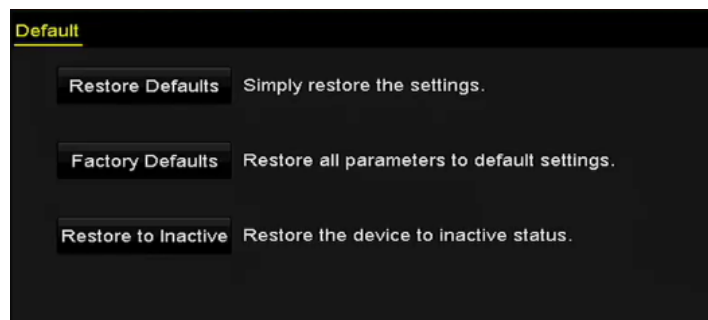 Default
Restore Defaults Simply restore the settings.
Factory Defaults Restore all parameters to default settings.
Restore to Inactive Restore the device to inactive status.